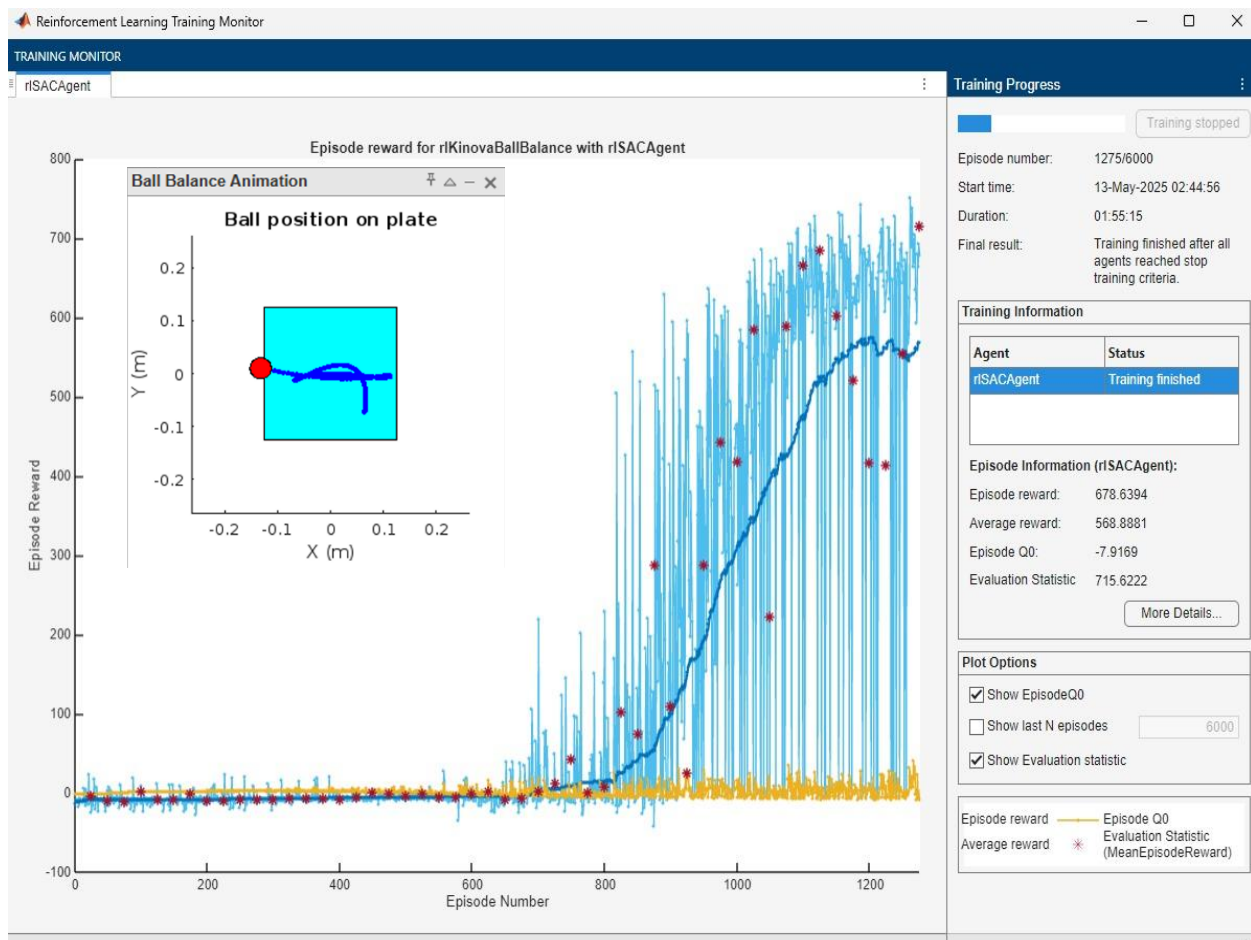 Reinforcement Learning Training Monitor
TRAINING MONITOR
rlSACAgent
Episode reward for rlKinovaBallBalance with rlSACAgent
800
700
600
500
400
300
200
100
0
-100
Episode Reward
0
200
400
600
800
1000
1200
Episode Number
Ball Balance Animation
Ball position on plate
0.2
0.1
0
-0.1
-0.2
Y (m)
-0.2
-0.1
0
0.1
0.2
X (m)
Training Progress
Training stopped
Episode number: 1275/6000
Start time: 13-May-2025 02:44:56
Duration: 01:55:15
Final result: Training finished after all
agents reached stop
training criteria.
Training Information
Agent Status
rlSACAgent Training finished
Episode Information (rlSACAgent):
Episode reward: 678.6394
Average reward: 568.8881
Episode Q0: -7.9169
Evaluation Statistic 715.6222
More Details...
Plot Options
Show EpisodeQ0
Show last N episodes 6000
Show Evaluation statistic
Episode reward Episode Q0
Average reward Evaluation Statistic
(MeanEpisodeReward)